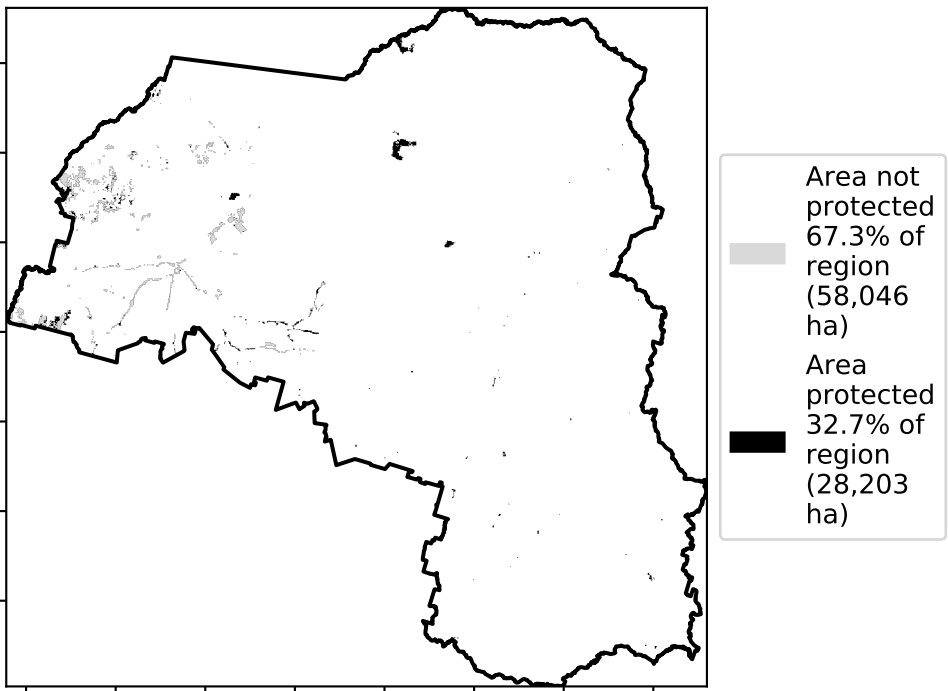 Area not
protected
67.3% of
region
(58,046
ha)
Area
protected
32.7% of
region
(28,203
ha)